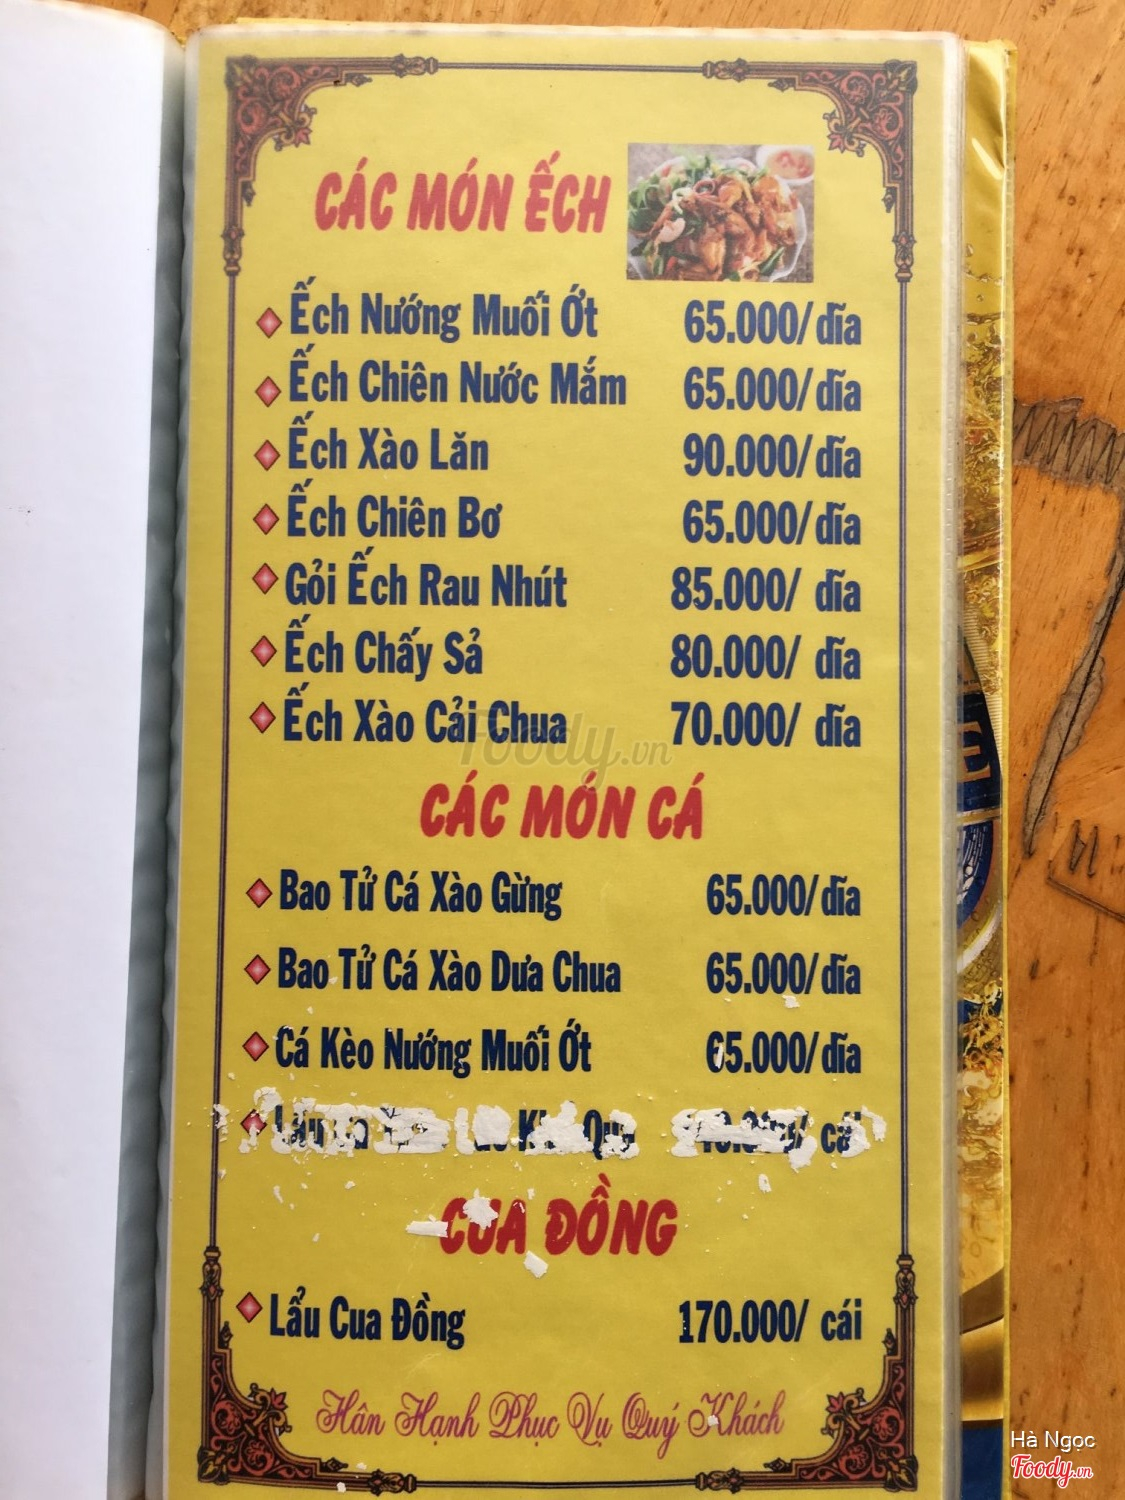 CÁC MÓN ẾCH
Ếch Nướng Muối Ớt 65.000/dĩa
Ếch Chiên Nước Mắm 65.000/dĩa
Ếch Xào Lăn 90.000/dĩa
Ếch Chiên Bơ 65.000/dĩa
Gỏi Ếch Rau Nhút 85.000/ dĩa
Ếch Chấy Sả 80.000/ dĩa
Ếch Xào Cải Chua 70.000/ dĩa
Foody.vn
CÁC MÓN CÁ
Bao Tử Cá Xào Gừng 65.000/dĩa
Bao Tử Cá Xào Dưa Chua 65.000/dĩa
Cá Kèo Nướng Muối Ớt 65.000/dĩa
cái
CUA ĐỒNG
Lẩu Cua Đồng 170.000/ cái
Hân Hạnh Phục Vụ Quý Khách
Hà Ngọc
Foody.vn